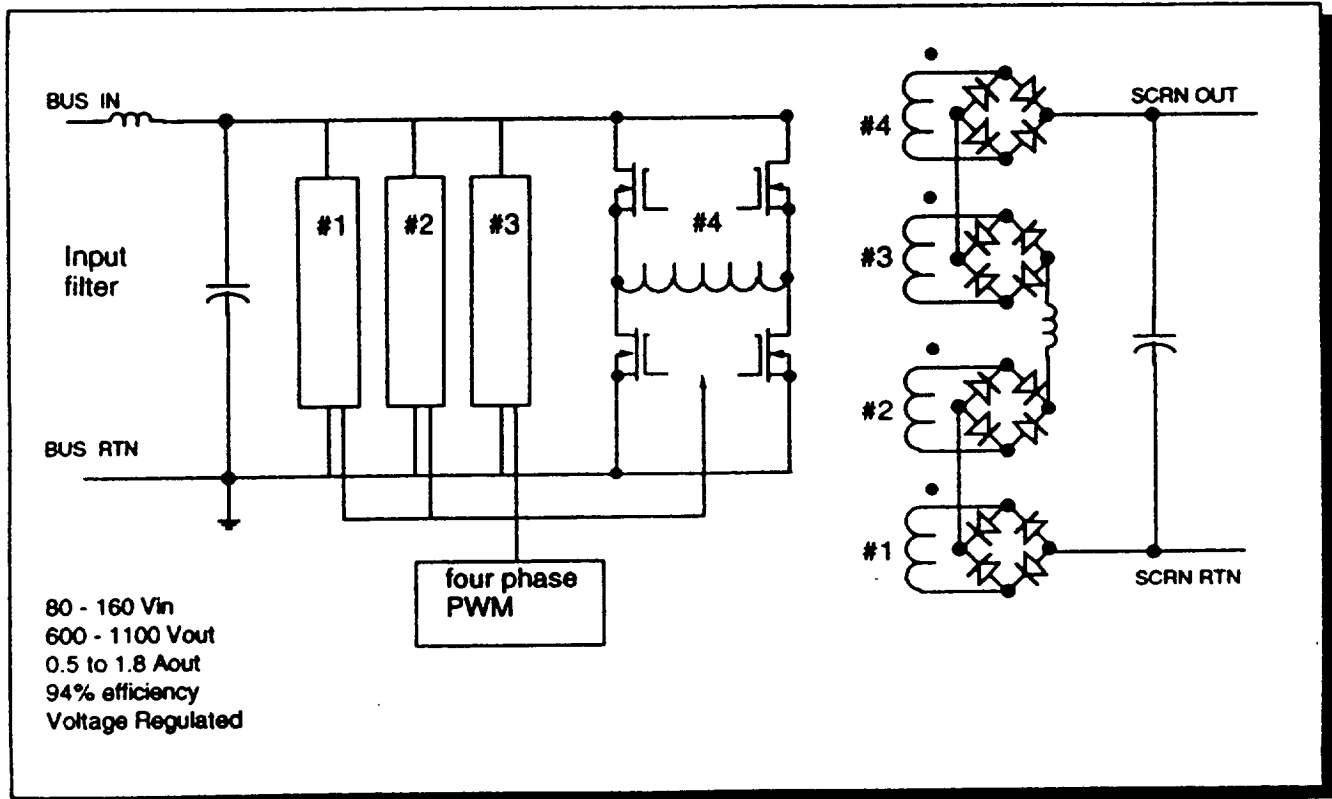 BUS IN
Input
filter
BUS RTN
#1
#2
#3
#4
four phase
PWM
80 - 160 Vin
600 - 1100 Vout
0.5 to 1.8 Aout
94% efficiency
Voltage Regulated
#4
#3
#2
#1
SCRN OUT
SCRN RTN